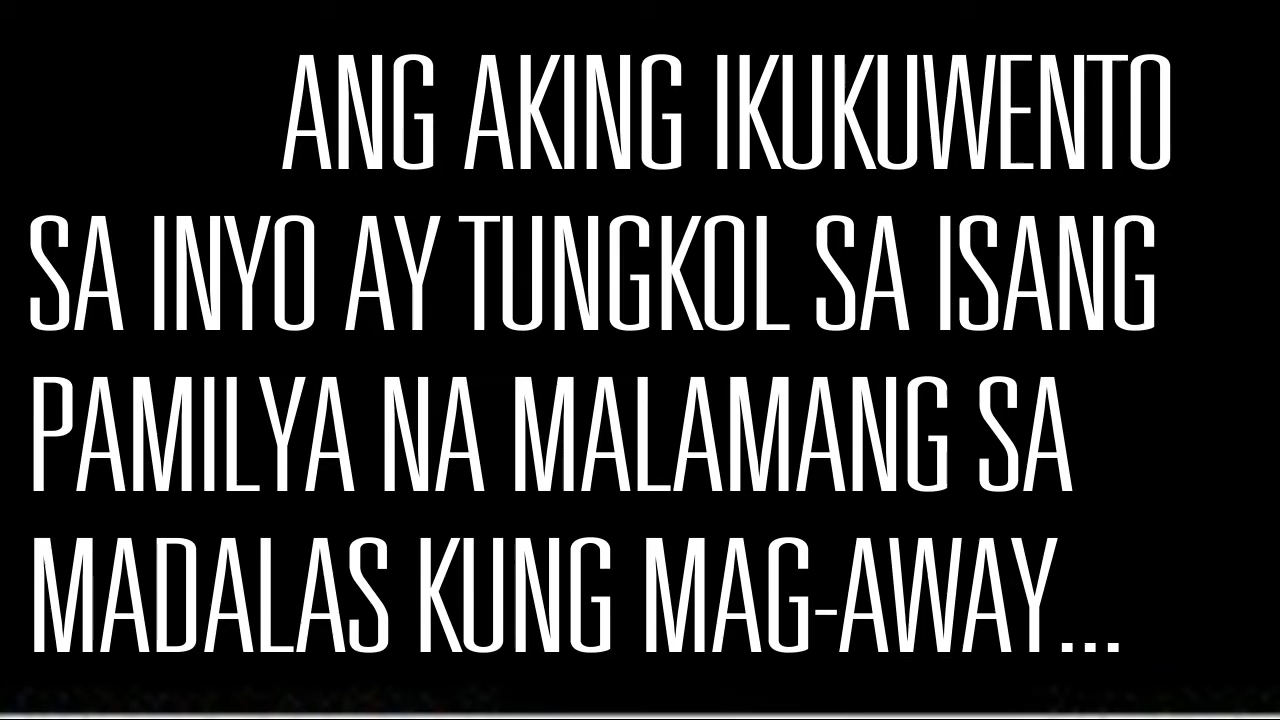 ANG AKING IKUKUWENTO
SA INYO AY TUNGKOL SA ISANG
PAMILYA NA MALAMANG SA
MADALAS KUNG MAG-AWAY...